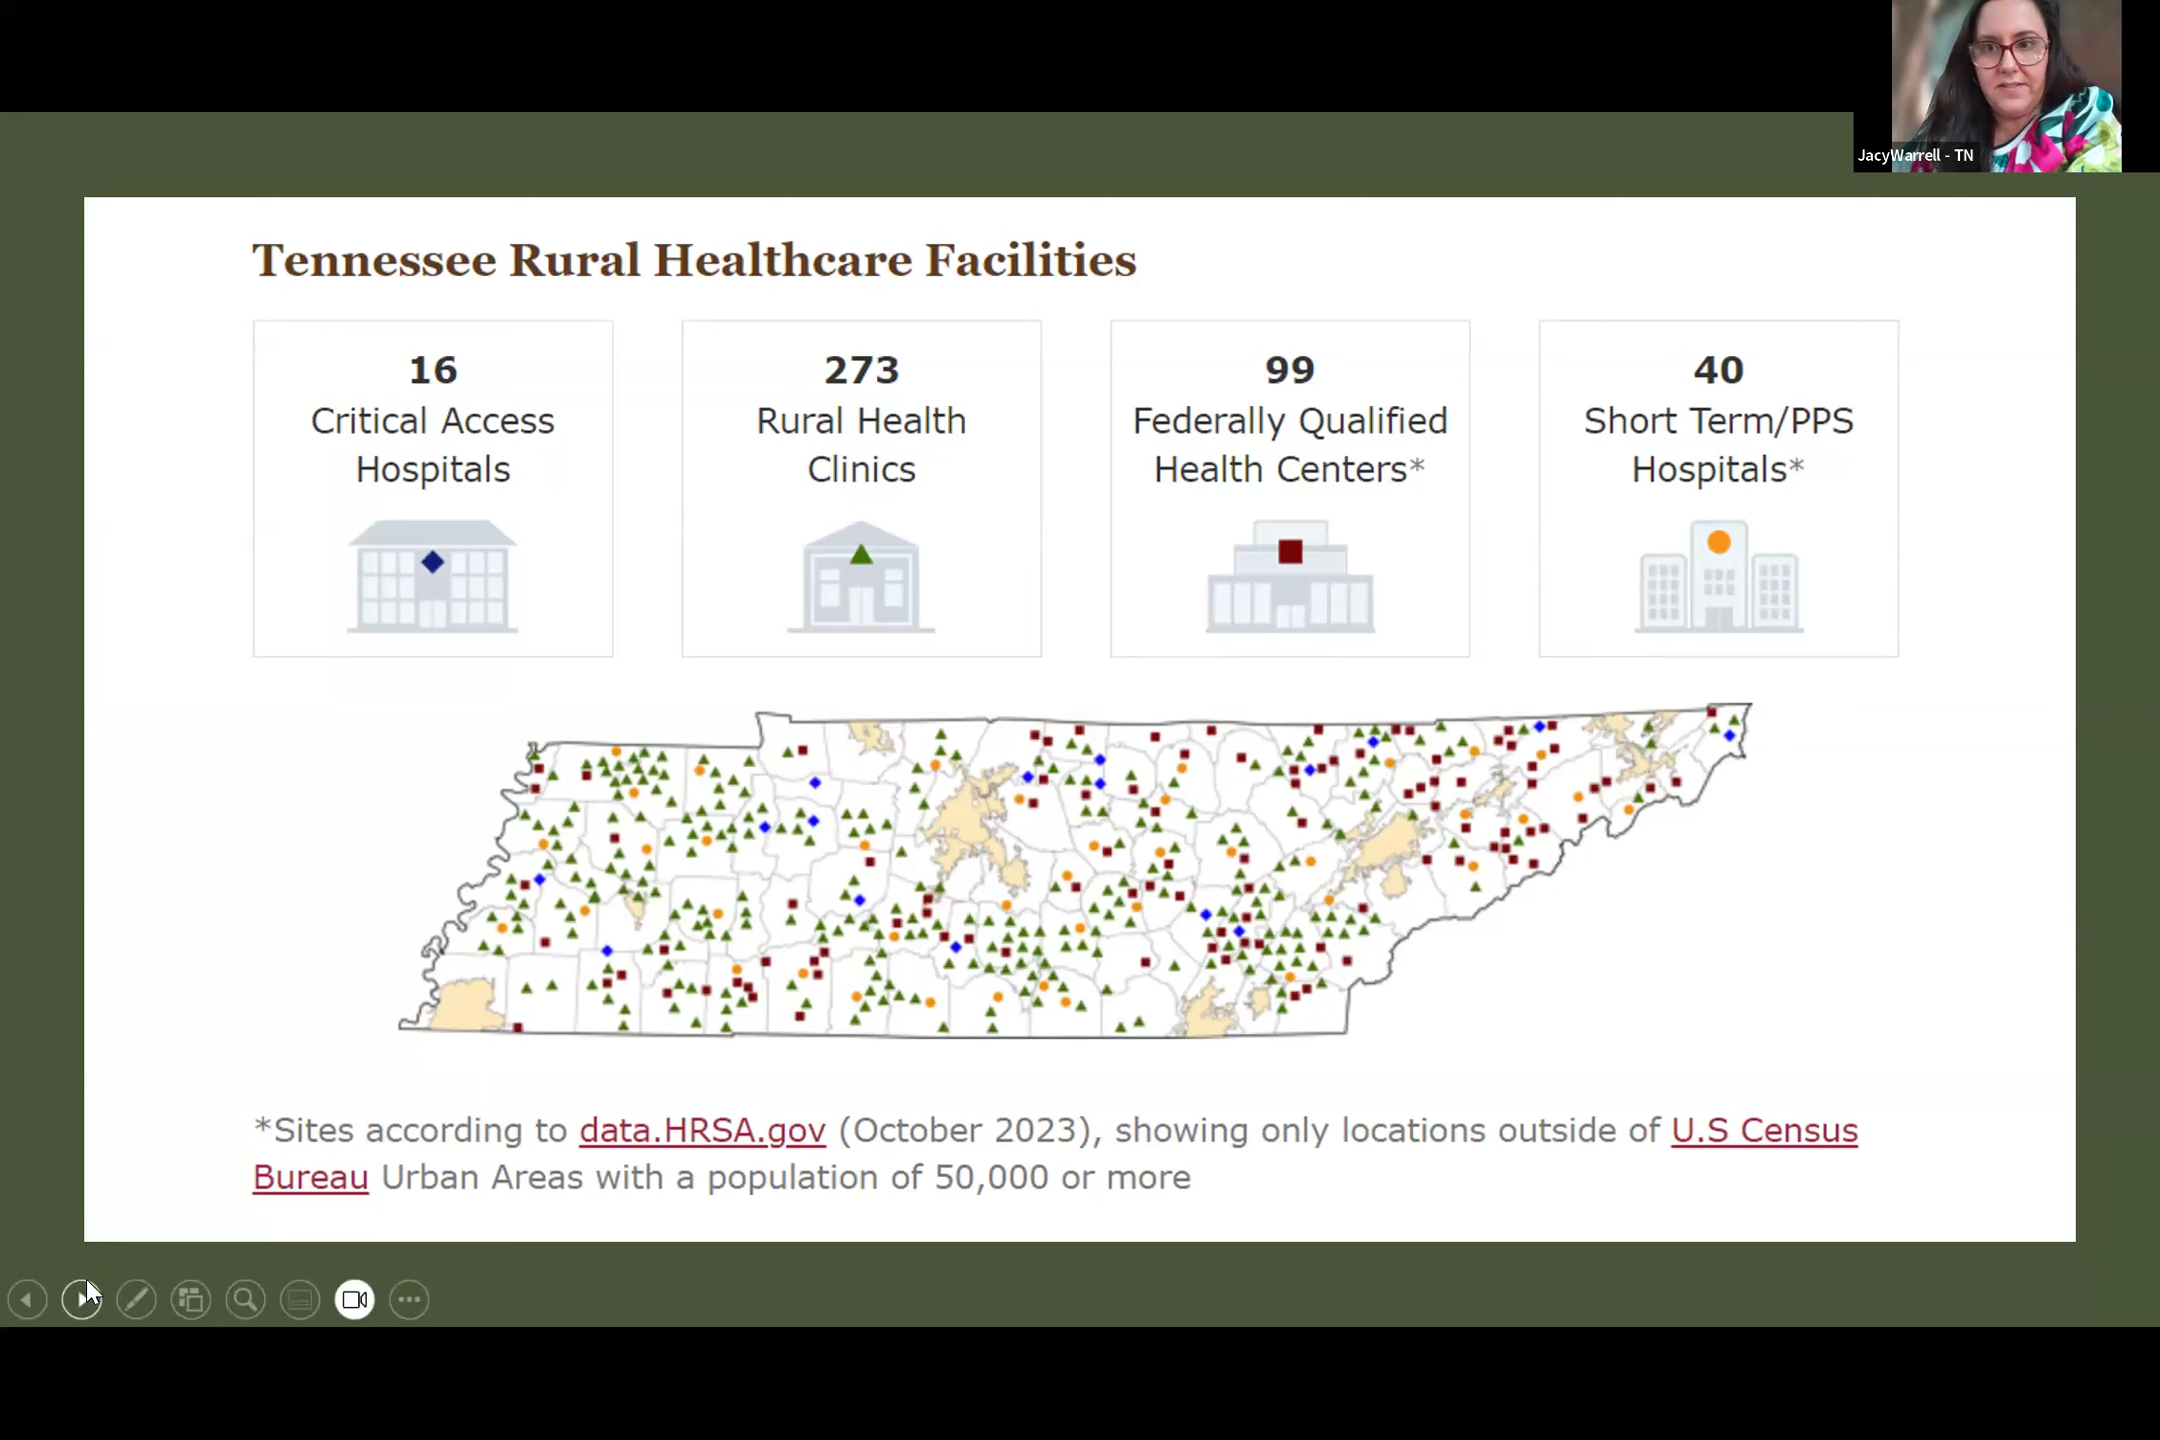 JacyWarrell - TN
Tennessee Rural Healthcare Facilities
16
Critical Access
Hospitals
273
Rural Health
Clinics
99
Federally Qualified
Health Centers*
40
Short Term/PPS
Hospitals*
*Sites according to data.HRSA.gov (October 2023), showing only locations outside of U.S Census
Bureau Urban Areas with a population of 50,000 or more